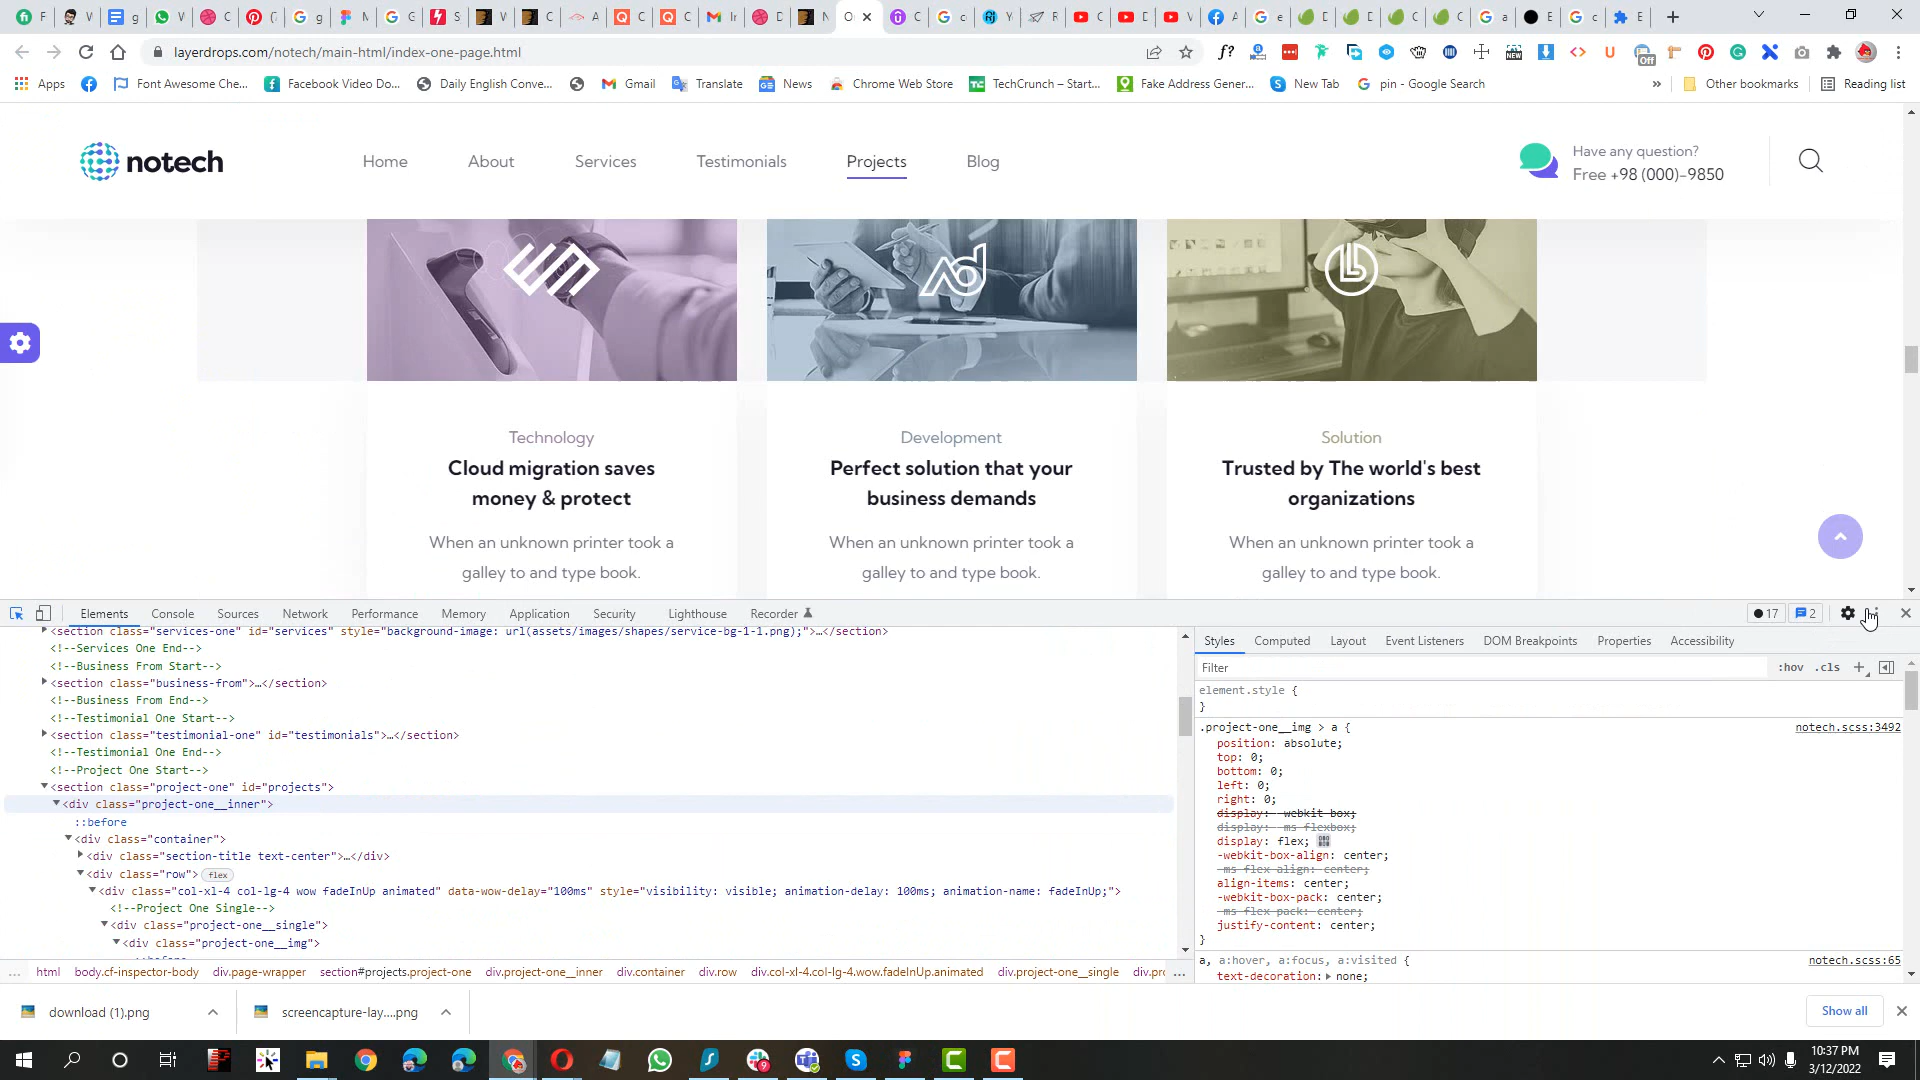 layerdrops.com/notech/main-html/index-one-page.html
Apps
Font Awesome Che...
Facebook Video Do...
Daily English Conve...
Gmail
Translate
News
Chrome Web Store
TechCrunch – Start...
Fake Address Gener...
New Tab
pin - Google Search
»
Other bookmarks
Reading list
notech
Home
About
Services
Testimonials
Projects
Blog
Have any question?
Free +98 (000)-9850
Technology
Cloud migration saves
money & protect
When an unknown printer took a
galley to and type book.
Development
Perfect solution that your
business demands
When an unknown printer took a
galley to and type book.
Solution
Trusted by The world's best
organizations
When an unknown printer took a
galley to and type book.
Elements
Console
Sources
Network
Performance
Memory
Application
Security
Lighthouse
Recorder
17
2
<section class="services-one" id="services" style="background-image: url(assets/images/shapes/service-bg-1-1.png);">…</section>
<!--Services One End-->
<!--Business From Start-->
<section class="business-from">…</section>
<!--Business From End-->
<!--Testimonial One Start-->
<section class="testimonial-one" id="testimonials">…</section>
<!--Testimonial One End-->
<!--Project One Start-->
<section class="project-one" id="projects">
<div class="project-one__inner">
::before
<div class="container">
<div class="section-title text-center">…</div>
<div class="row"> flex
<div class="col-xl-4 col-lg-4 wow fadeInUp animated" data-wow-delay="100ms" style="visibility: visible; animation-delay: 100ms; animation-name: fadeInUp;">
<!--Project One Single-->
<div class="project-one__single">
<div class="project-one__img">
... html body.cf-inspector-body div.page-wrapper section#projects.project-one div.project-one__inner div.container div.row div.col-xl-4.col-lg-4.wow.fadeInUp.animated div.project-one__single div.pro ...
Styles
Computed
Layout
Event Listeners
DOM Breakpoints
Properties
Accessibility
Filter
:hov .cls +
element.style {
}
.project-one__img > a {
notech.scss:3492
position: absolute;
top: 0;
bottom: 0;
left: 0;
right: 0;
display: -webkit-box;
display: -ms-flexbox;
display: flex;
-webkit-box-align: center;
-ms-flex-align: center;
align-items: center;
-webkit-box-pack: center;
-ms-flex-pack: center;
justify-content: center;
}
a, a:hover, a:focus, a:visited {
notech.scss:65
text-decoration: none;
download (1).png
screencapture-lay....png
Show all
10:37 PM
3/12/2022